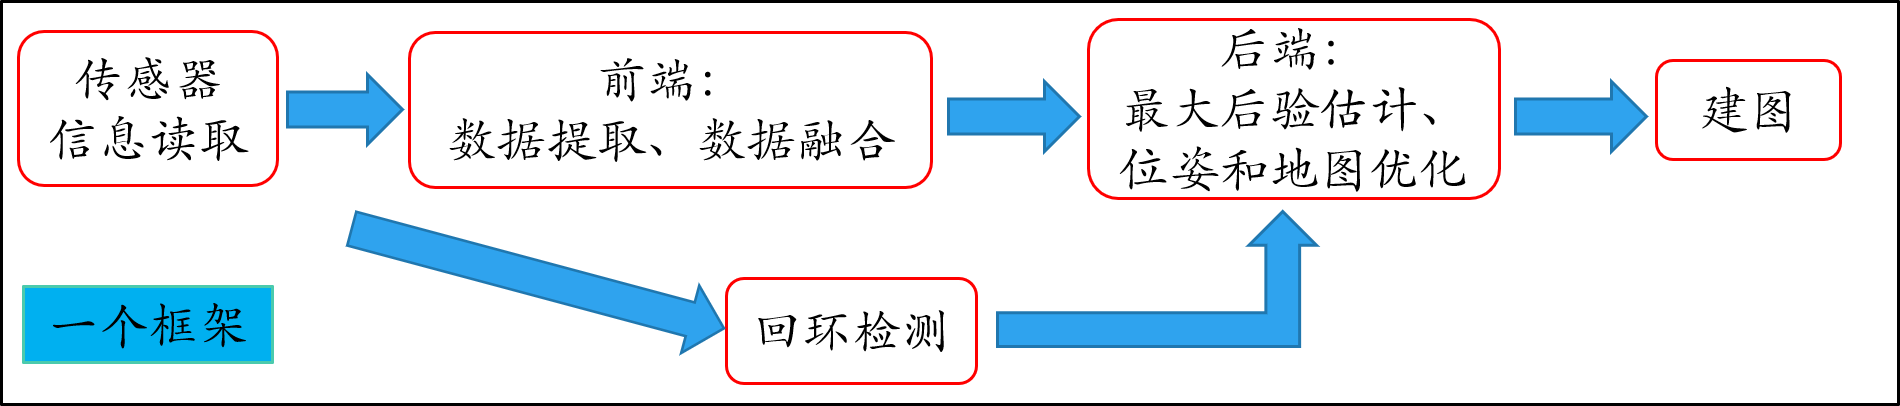 传感器
信息读取
前端：
数据提取、数据融合
后端：
最大后验估计、
位姿和地图优化
建图
一个框架
回环检测